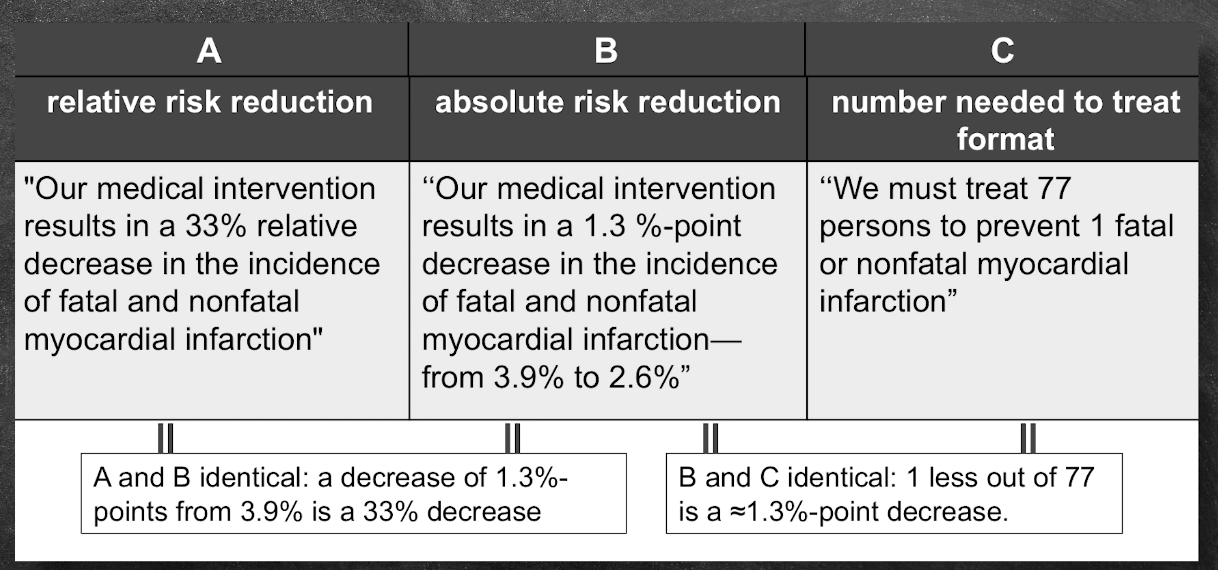 A
B
C
relative risk reduction
absolute risk reduction
number needed to treat
format
"Our medical intervention
results in a 33% relative
decrease in the incidence
of fatal and nonfatal
myocardial infarction"
“Our medical intervention
results in a 1.3 %-point
decrease in the incidence
of fatal and nonfatal
myocardial infarction—
from 3.9% to 2.6%”
“We must treat 77
persons to prevent 1 fatal
or nonfatal myocardial
infarction”
A and B identical: a decrease of 1.3%-
points from 3.9% is a 33% decrease
B and C identical: 1 less out of 77
is a ≈1.3%-point decrease.